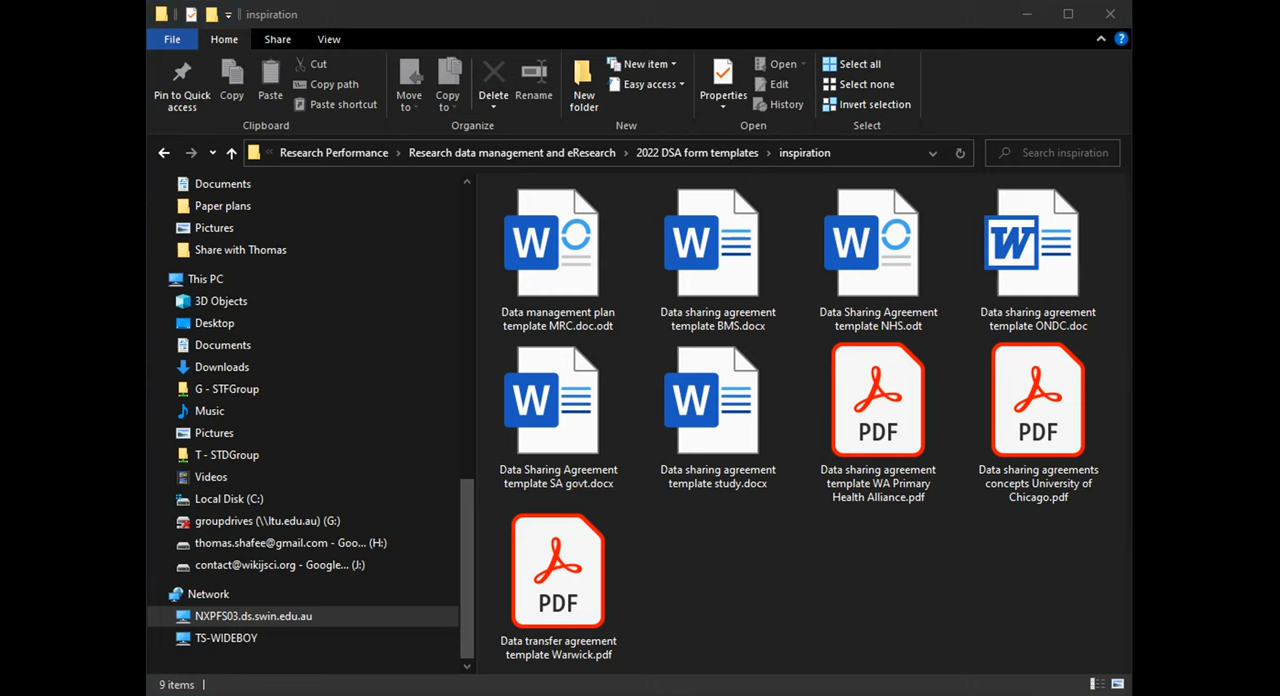 inspiration
File Home Share View
Pin to Quick access
Copy
Paste
Cut
Copy path
Paste shortcut
Clipboard
Move to
Copy to
Delete
Rename
Organize
New folder
New item
Easy access
New
Properties
Open
Edit
History
Open
Select all
Select none
Invert selection
Select
« Research Performance › Research data management and eResearch › 2022 DSA form templates › inspiration
Search inspiration
Documents
Paper plans
Pictures
Share with Thomas
This PC
3D Objects
Desktop
Documents
Downloads
G - STFGroup
Music
Pictures
T - STDGroup
Videos
Local Disk (C:)
groupdrives (\\ltu.edu.au) (G:)
thomas.shafee@gmail.com - Goo... (H:)
contact@wikijsci.org - Google... (J:)
Network
NXPFS03.ds.swin.edu.au
TS-WIDEBOY
W
Data management plan
template MRC.doc.odt
W
Data sharing agreement
template BMS.docx
W
Data Sharing Agreement
template NHS.odt
W
Data sharing agreement
template ONDC.doc
W
Data Sharing Agreement
template SA govt.docx
W
Data sharing agreement
template study.docx
PDF
Data sharing agreement
template WA Primary
Health Alliance.pdf
PDF
Data sharing agreements
concepts University of
Chicago.pdf
PDF
Data transfer agreement
template Warwick.pdf
9 items